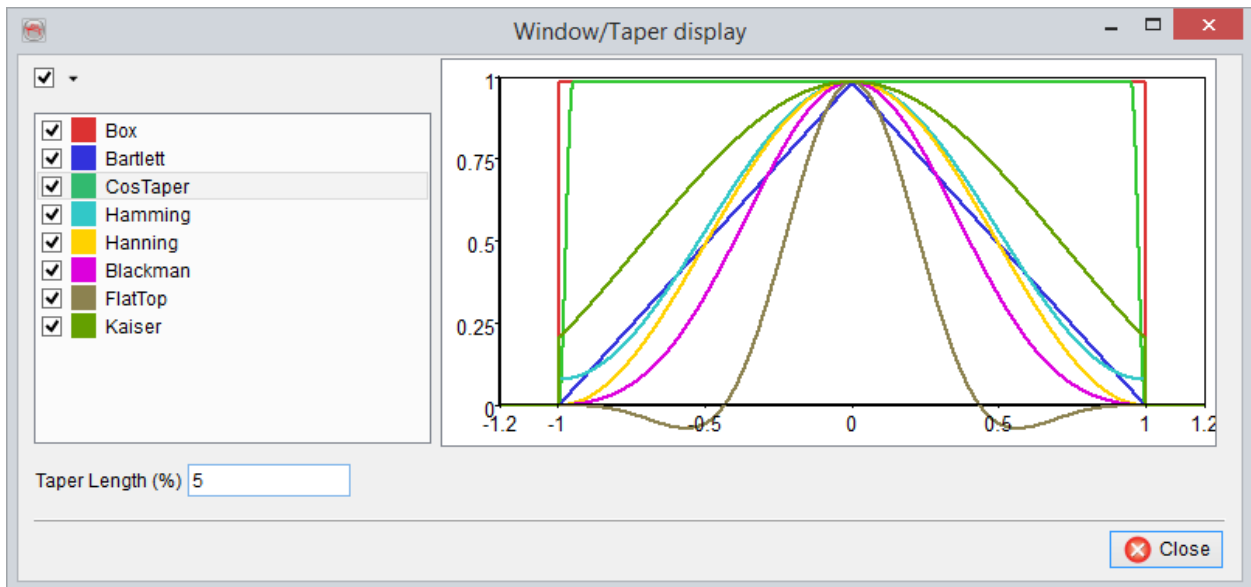 Window/Taper display
Box
Bartlett
CosTaper
Hamming
Hanning
Blackman
FlatTop
Kaiser
1
0.75
0.5
0.25
0
-1.2 -1 -0.5 0 0.5 1 1.2
Taper Length (%) 5
Close